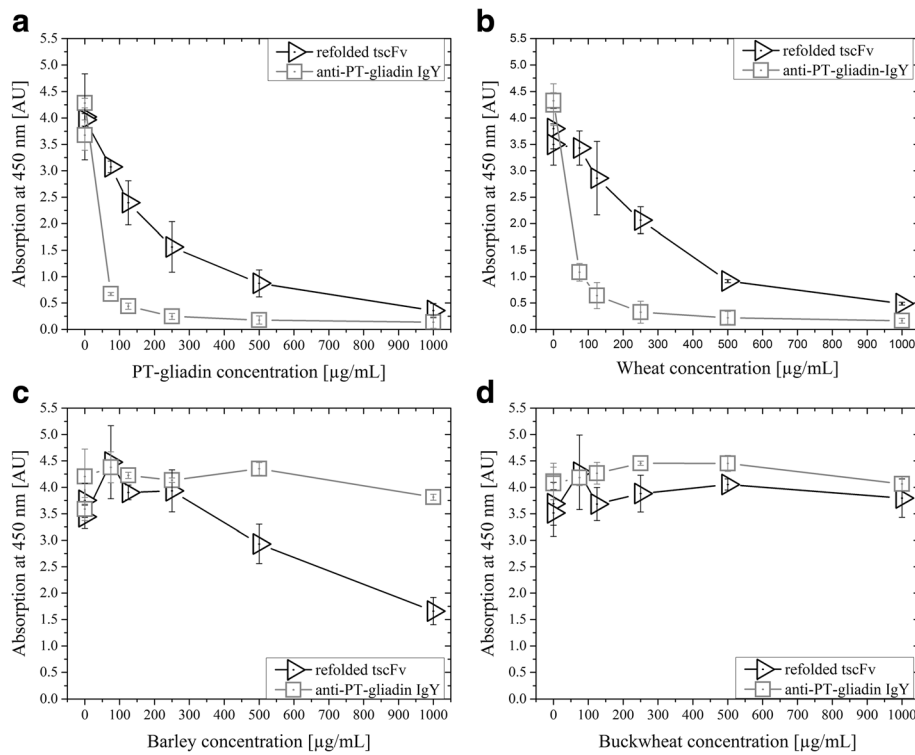 a
5.5
5.0
4.5
4.0
3.5
3.0
2.5
2.0
1.5
1.0
0.5
0.0
Absorption at 450 nm [AU]
refolded tscFv
anti-PT-gliadin IgY
0 100 200 300 400 500 600 700 800 900 1000
PT-gliadin concentration [µg/mL]
b
5.5
5.0
4.5
4.0
3.5
3.0
2.5
2.0
1.5
1.0
0.5
0.0
Absorption at 450 nm [AU]
refolded tscFv
anti-PT-gliadin-IgY
0 100 200 300 400 500 600 700 800 900 1000
Wheat concentration [µg/mL]
c
5.5
5.0
4.5
4.0
3.5
3.0
2.5
2.0
1.5
1.0
0.5
0.0
Absorption at 450 nm [AU]
refolded tscFv
anti-PT-gliadin IgY
0 100 200 300 400 500 600 700 800 900 1000
Barley concentration [µg/mL]
d
5.5
5.0
4.5
4.0
3.5
3.0
2.5
2.0
1.5
1.0
0.5
0.0
Absorption at 450 nm [AU]
refolded tscFv
anti-PT-gliadin IgY
0 100 200 300 400 500 600 700 800 900 1000
Buckwheat concentration [µg/mL]